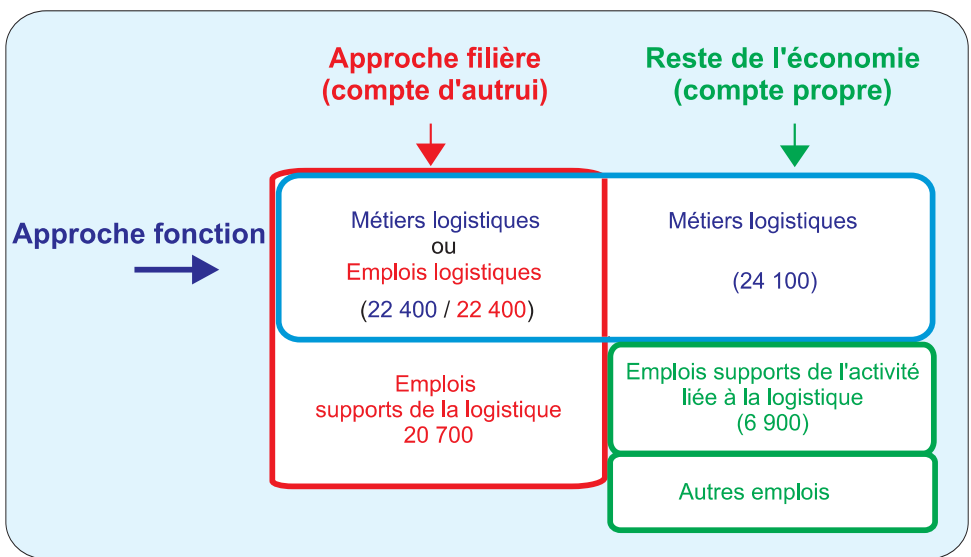 Approche filière
(compte d'autrui)
Reste de l'économie
(compte propre)
Approche fonction
Métiers logistiques
ou
Emplois logistiques
(22 400 / 22 400)
Métiers logistiques
(24 100)
Emplois
supports de la logistique
20 700
Emplois supports de l'activité
liée à la logistique
(6 900)
Autres emplois